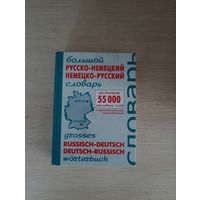 большой
РУССКО-НЕМЕЦКИЙ
НЕМЕЦКО-РУССКИЙ
словарь
55 000
grosses
RUSSISCH-DEUTSCH
DEUTSCH-RUSSISCH
wörterbuch
СЛОВАРЬ